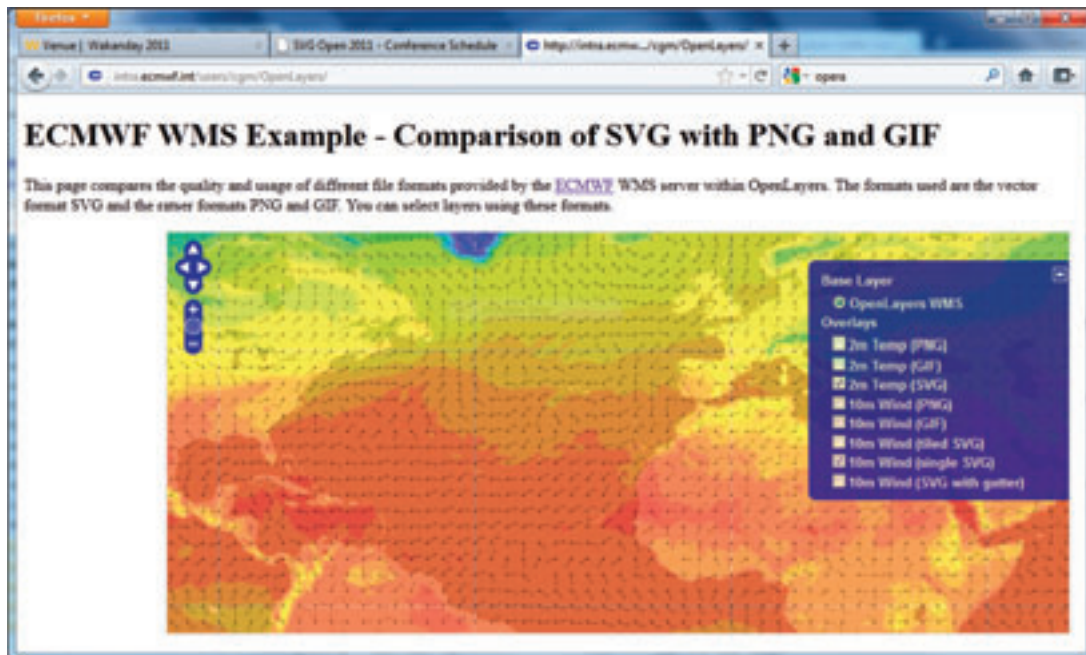 Firefox
Venue | Wakanday 2011
SVG Open 2011 - Conference Schedule
http://intra.ecmw.../cgm/OpenLayers/
intra.ecmwf.int/users/cgm/OpenLayers/
opera
ECMWF WMS Example - Comparison of SVG with PNG and GIF
This page compares the quality and usage of different file formats provided by the ECMWF WMS server within OpenLayers. The formats used are the vector
format SVG and the raster formats PNG and GIF. You can select layers using these formats.
Base Layer
OpenLayers WMS
Overlays
2m Temp (PNG)
2m Temp (GIF)
2m Temp (SVG)
10m Wind (PNG)
10m Wind (GIF)
10m Wind (tiled SVG)
10m Wind (single SVG)
10m Wind (SVG with gutter)